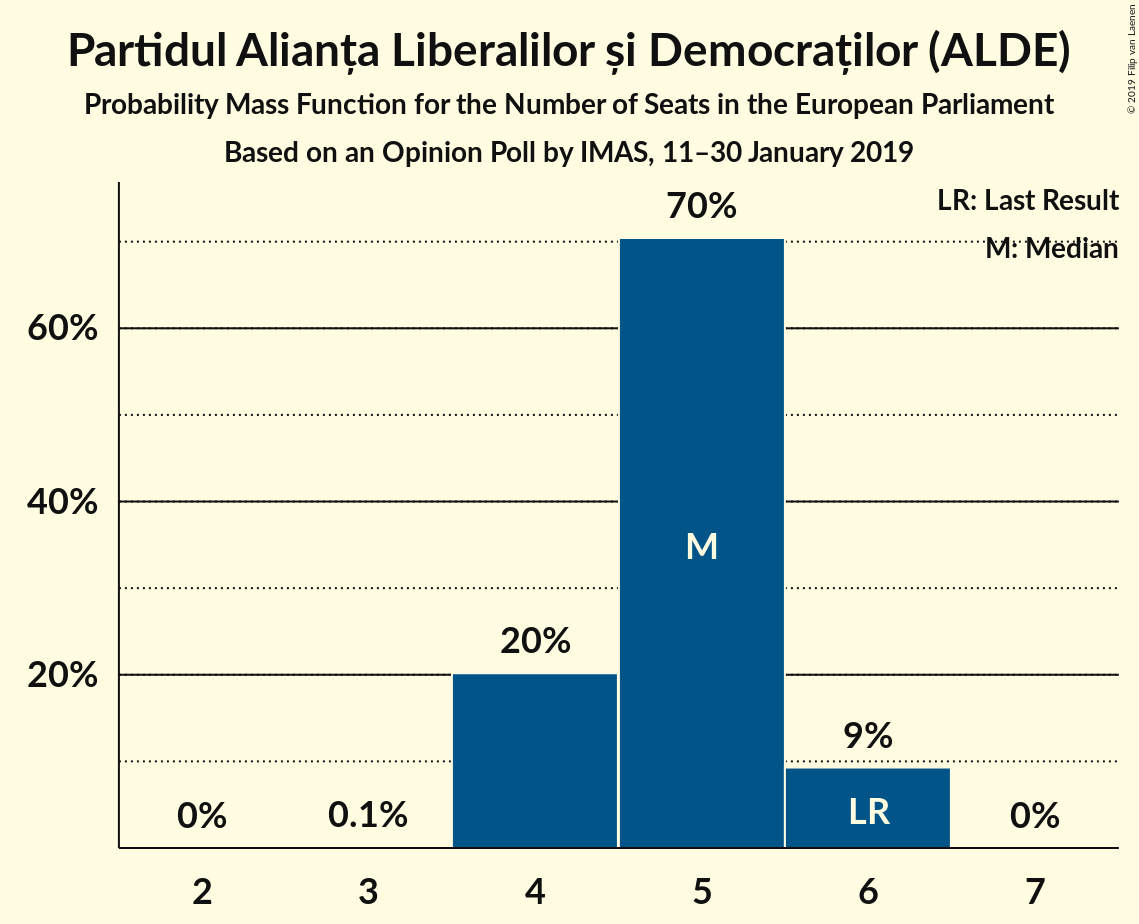 Partidul Alianța Liberalilor și Democraților (ALDE)
Probability Mass Function for the Number of Seats in the European Parliament
Based on an Opinion Poll by IMAS, 11–30 January 2019
© 2019 Filip van Laenen
LR: Last Result
M: Median
70%
60%
40%
M
20%
20%
9%
LR
0%
0.1%
0%
2
3
4
5
6
7